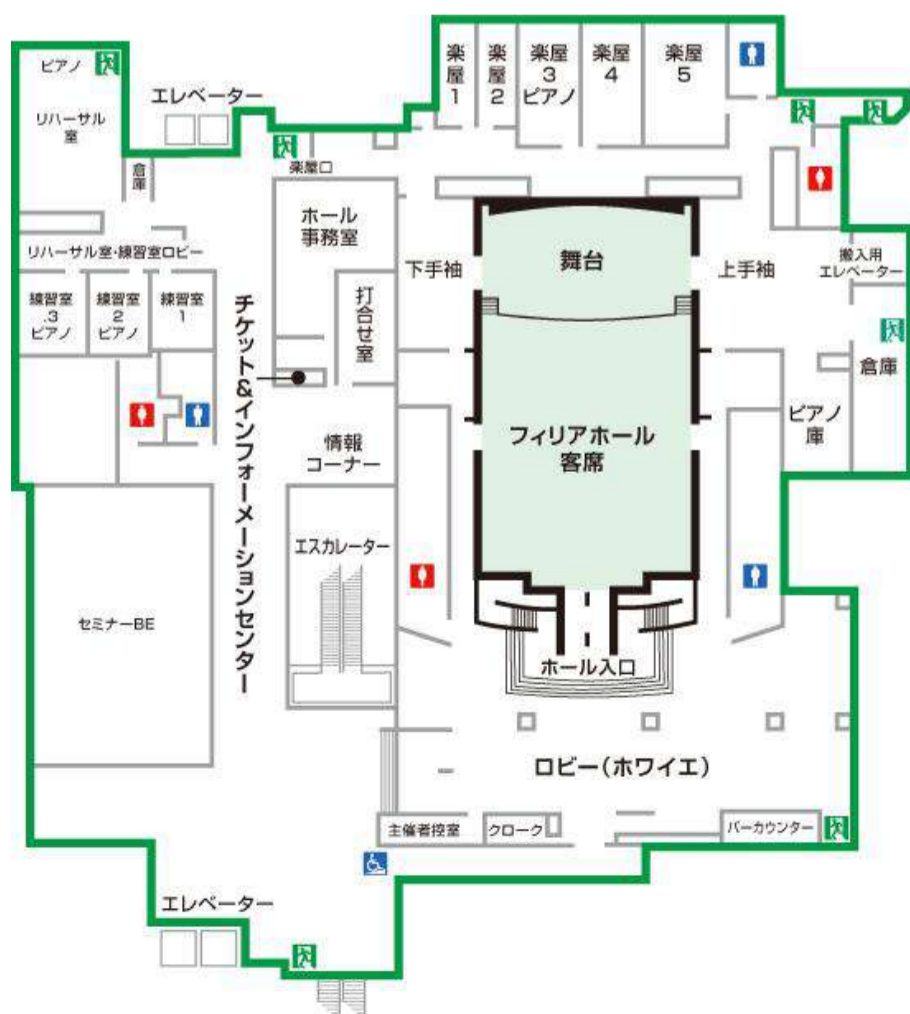 ピアノ
リハーサル
室
エレベーター
楽屋
1
楽屋
2
楽屋
3
ピアノ
楽屋
4
楽屋
5
倉庫
楽屋口
ホール
事務室
リハーサル室・練習室ロビー
練習室
.3
ピアノ
練習室
2
ピアノ
練習室
1
打合せ室
下手袖
舞台
上手袖
搬入用
エレベーター
倉庫
ピアノ
庫
チケット&インフォーメーションセンター
情報
コーナー
フィリアホール
客席
エスカレーター
セミナーBE
ホール入口
ロビー(ホワイエ)
主催者控室
クローク
バーカウンター
エレベーター